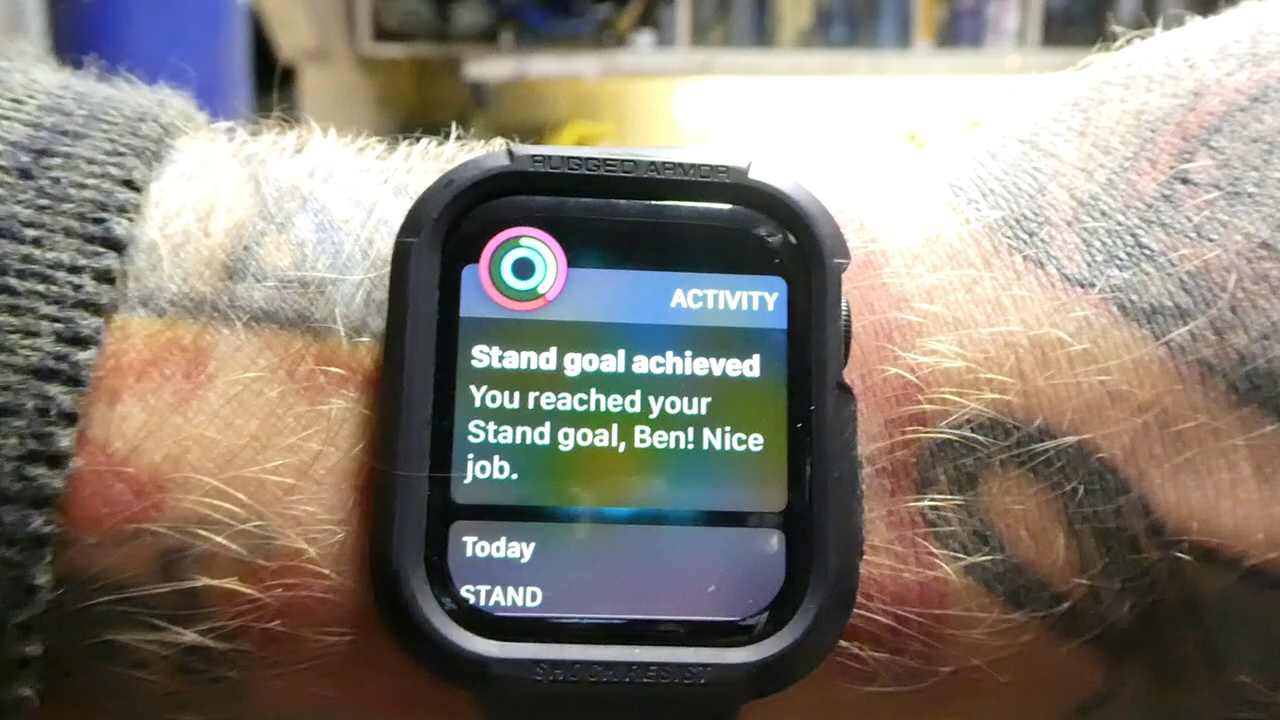 RUGGED ARMOR
ACTIVITY
Stand goal achieved
You reached your
Stand goal, Ben! Nice
job.
Today
STAND
SHOCK RESIST